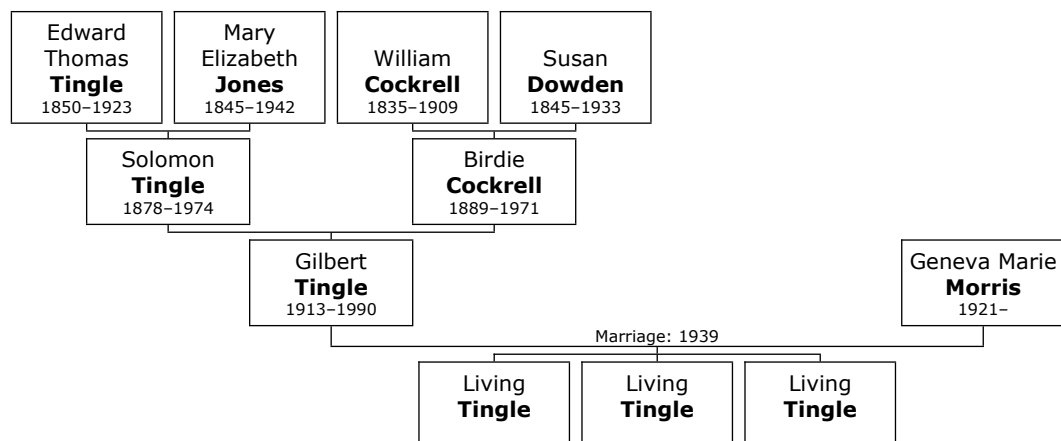 Edward
Thomas
Tingle
1850–1923
Mary
Elizabeth
Jones
1845–1942
William
Cockrell
1835–1909
Susan
Dowden
1845–1933
Solomon
Tingle
1878–1974
Birdie
Cockrell
1889–1971
Gilbert
Tingle
1913–1990
Geneva Marie
Morris
1921–
Marriage: 1939
Living
Tingle
Living
Tingle
Living
Tingle